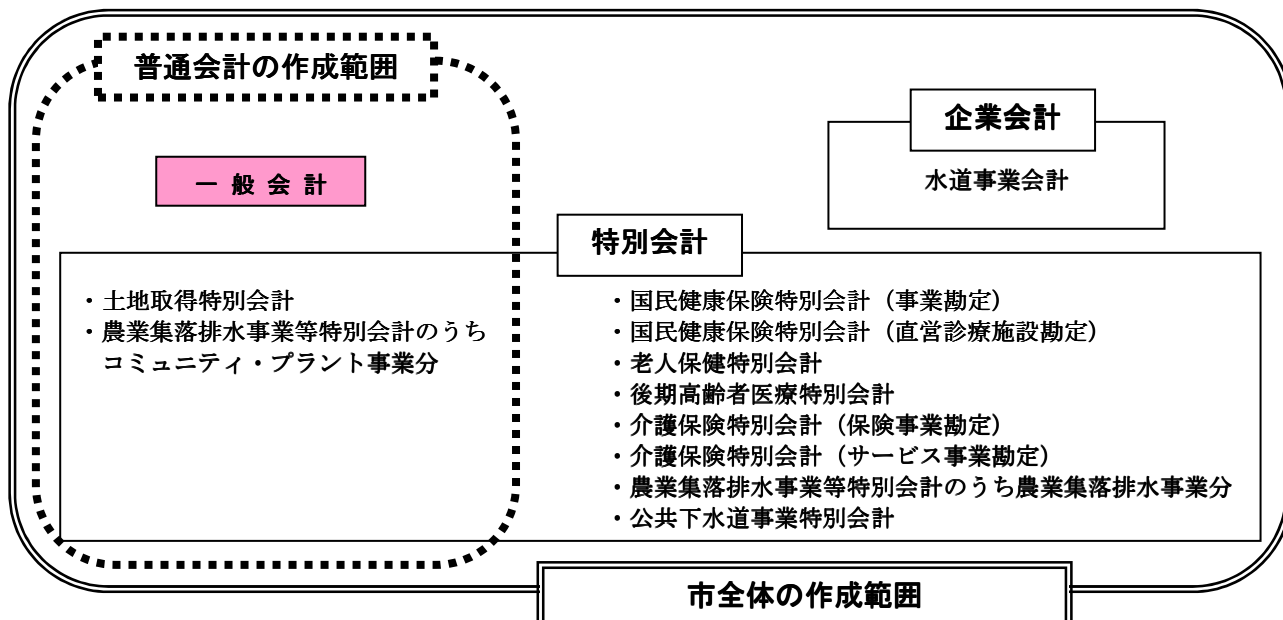 普通会計の作成範囲
企業会計
水道事業会計
一 般 会 計
特別会計
・土地取得特別会計
・農業集落排水事業等特別会計のうち
コミュニティ・プラント事業分
・国民健康保険特別会計（事業勘定）
・国民健康保険特別会計（直営診療施設勘定）
・老人保健特別会計
・後期高齢者医療特別会計
・介護保険特別会計（保険事業勘定）
・介護保険特別会計（サービス事業勘定）
・農業集落排水事業等特別会計のうち農業集落排水事業分
・公共下水道事業特別会計
市全体の作成範囲